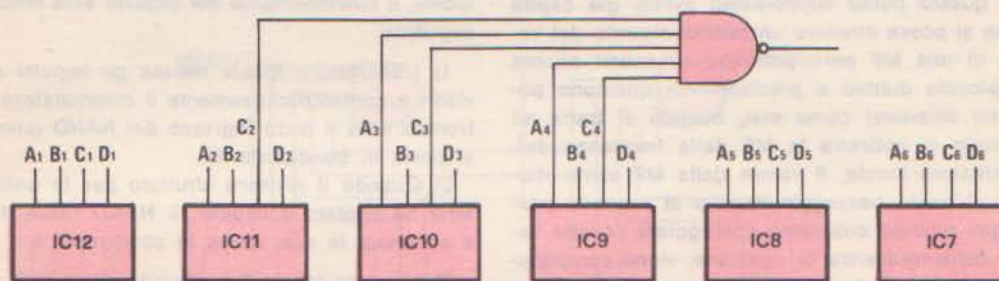 C₂ A₃ C₃ A₄ C₄
A₁ B₁ C₁ D₁ A₂ B₂ D₂ B₃ D₃ B₄ D₄ A₅ B₅ C₅ D₅ A₆ B₆ C₆ D₆
IC12 IC11 IC10 IC9 IC8 IC7